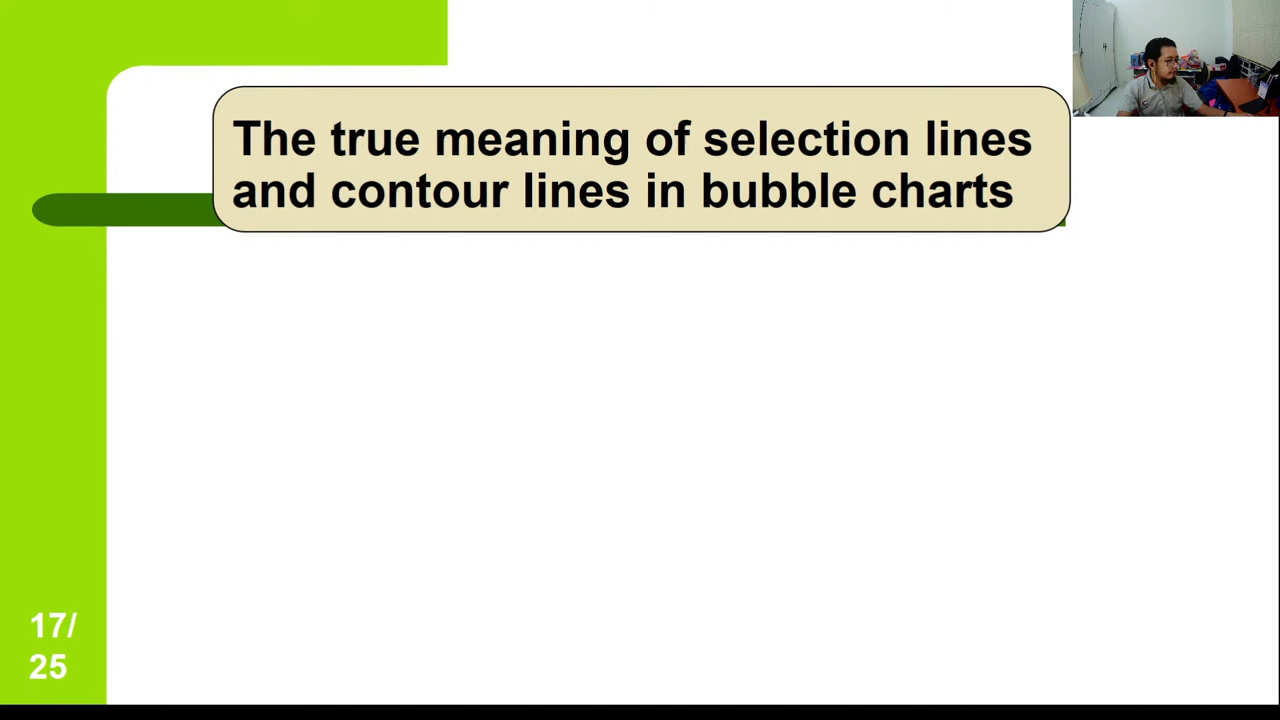 The true meaning of selection lines
and contour lines in bubble charts
17/
25